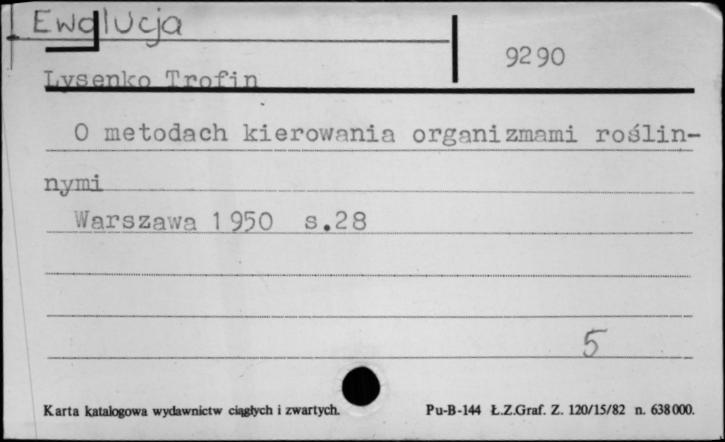 Ewolucja
9290
Lysenko Trofin
O metodach kierowania organizmami roślin-
nymi
Warszawa 1950 s.28
5
Karta katalogowa wydawnictw ciągłych i zwartych.
Pu-B-144 Ł.Z.Graf. Z. 120/15/82 n. 638000.